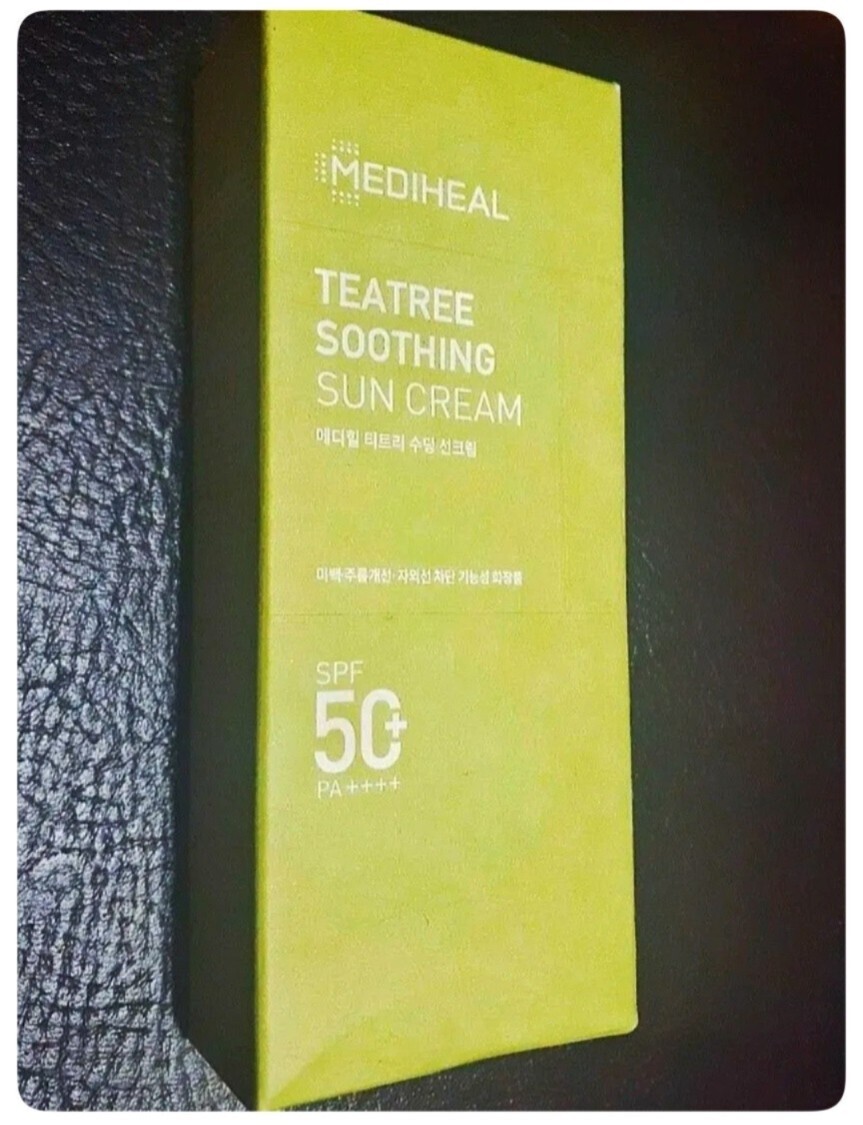 MEDIHEAL
TEATREE
SOOTHING
SUN CREAM
메디힐 티트리 수딩 선크림
미백·주름개선·자외선 차단 기능성 화장품
SPF
50+
PA++++